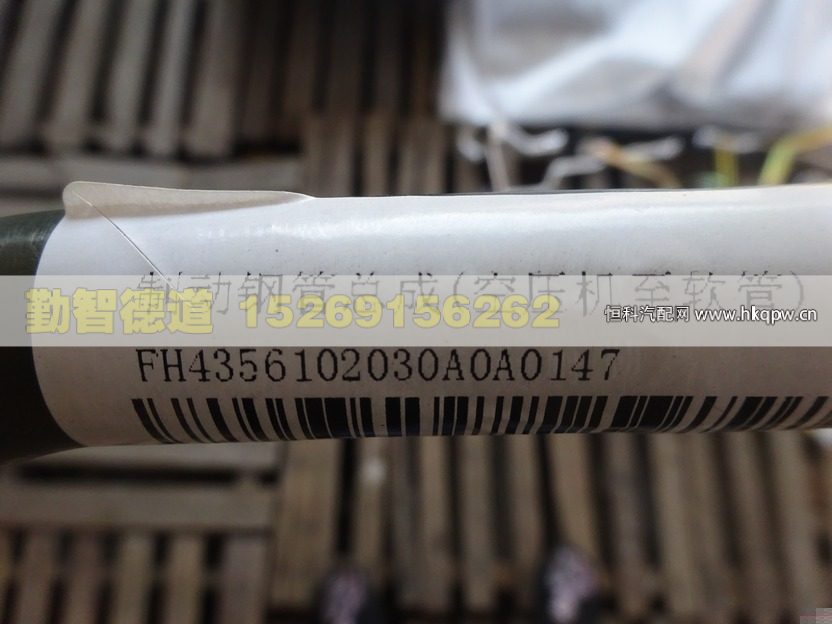 制动钢管总成(空压机至软管)
勤智德道 15269156262
恒科汽配网 www.hkqpw.cn
FH4356102030A0A0147